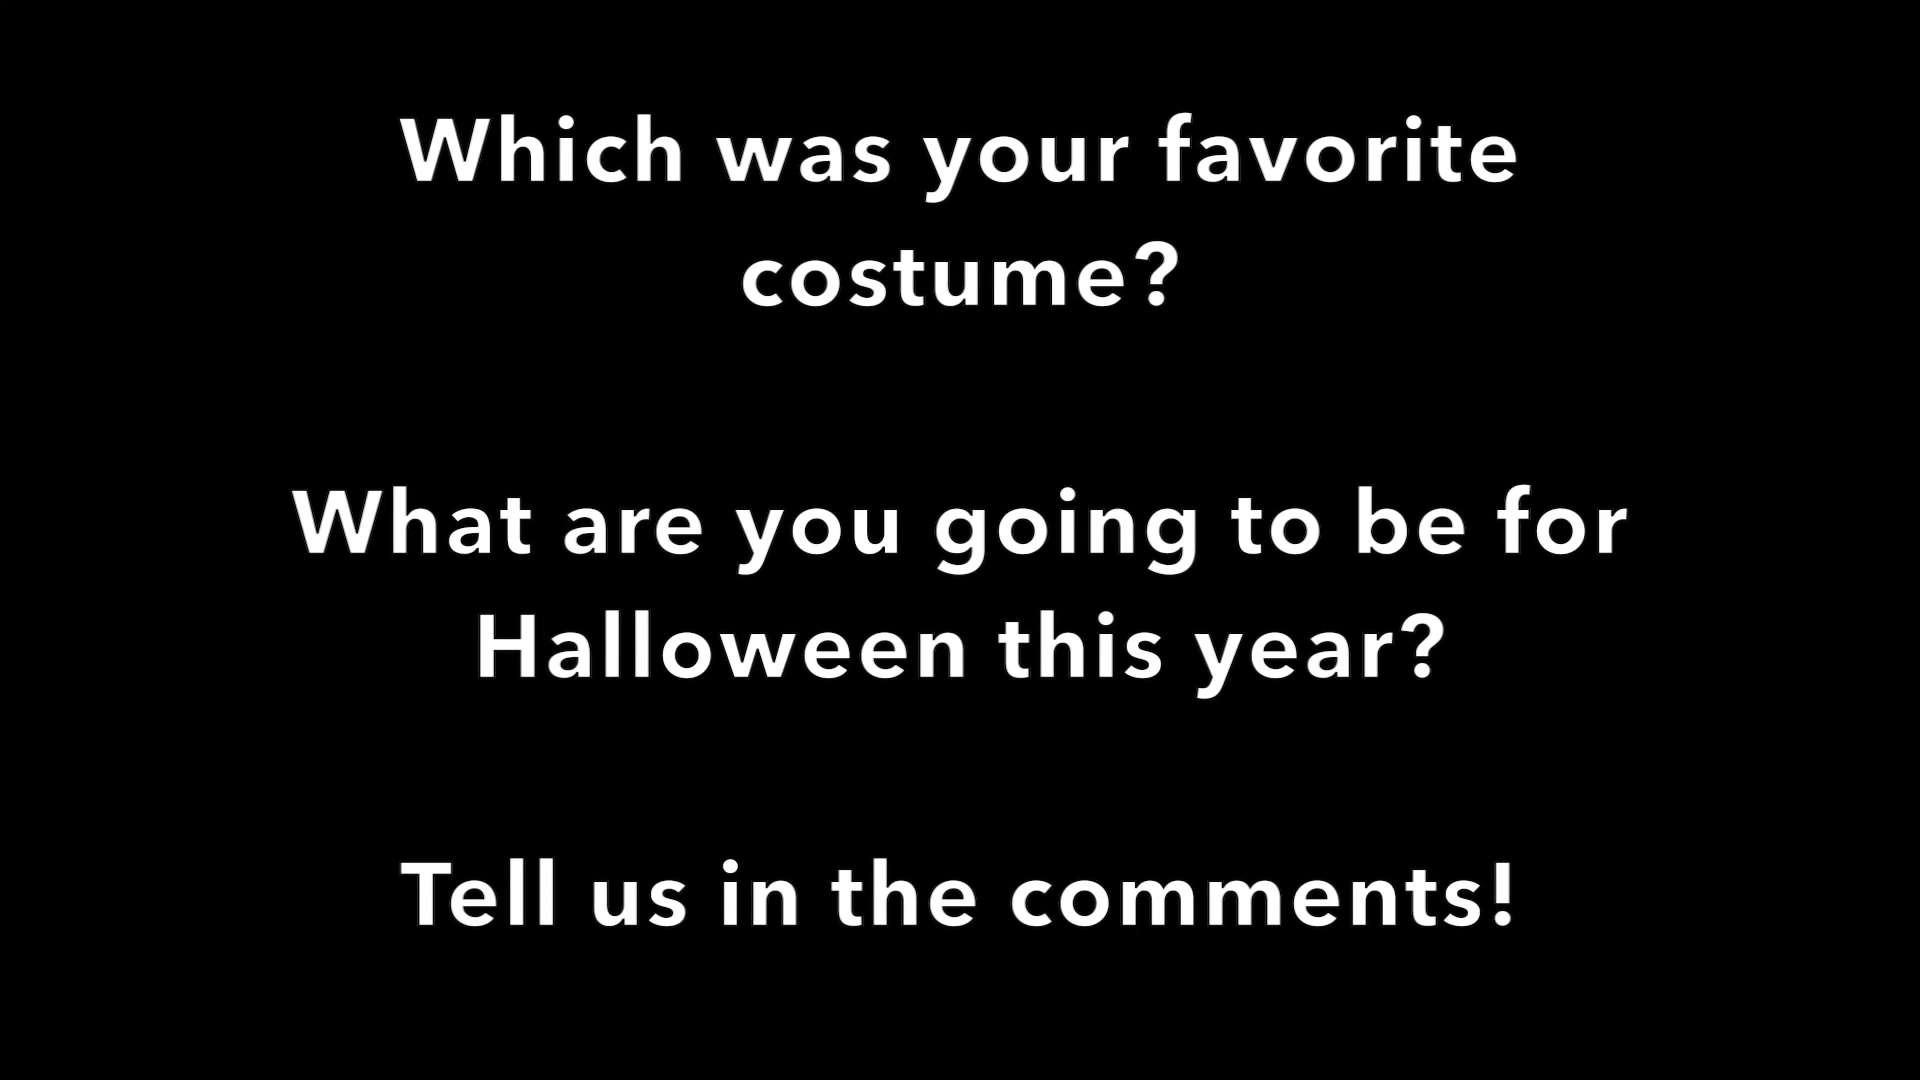 Which was your favorite
costume?
What are you going to be for
Halloween this year?
Tell us in the comments!